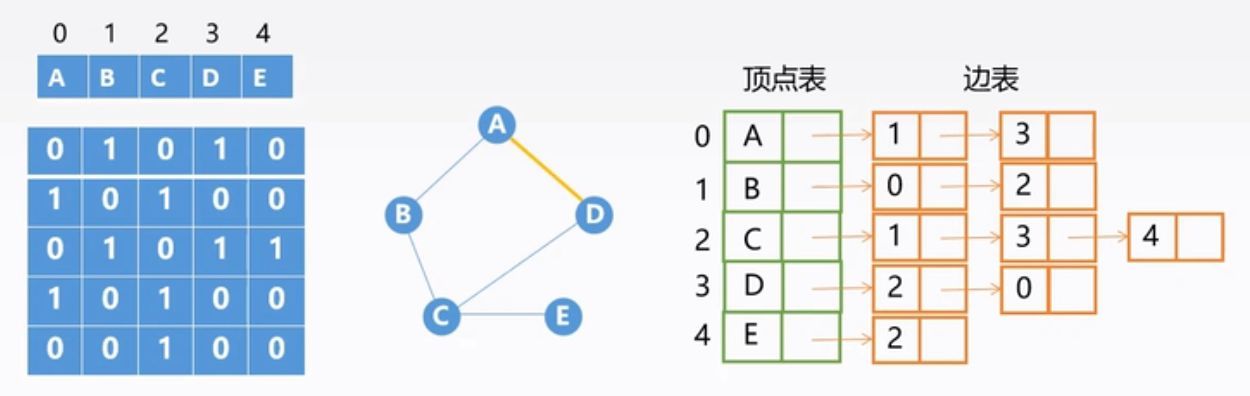 0 1 2 3 4
A B C D E
0 1 0 1 0
1 0 1 0 0
0 1 0 1 1
1 0 1 0 0
0 0 1 0 0
A
B
D
C
E
顶点表 边表
0 A 1 3
1 B 0 2
2 C 1 3 4
3 D 2 0
4 E 2